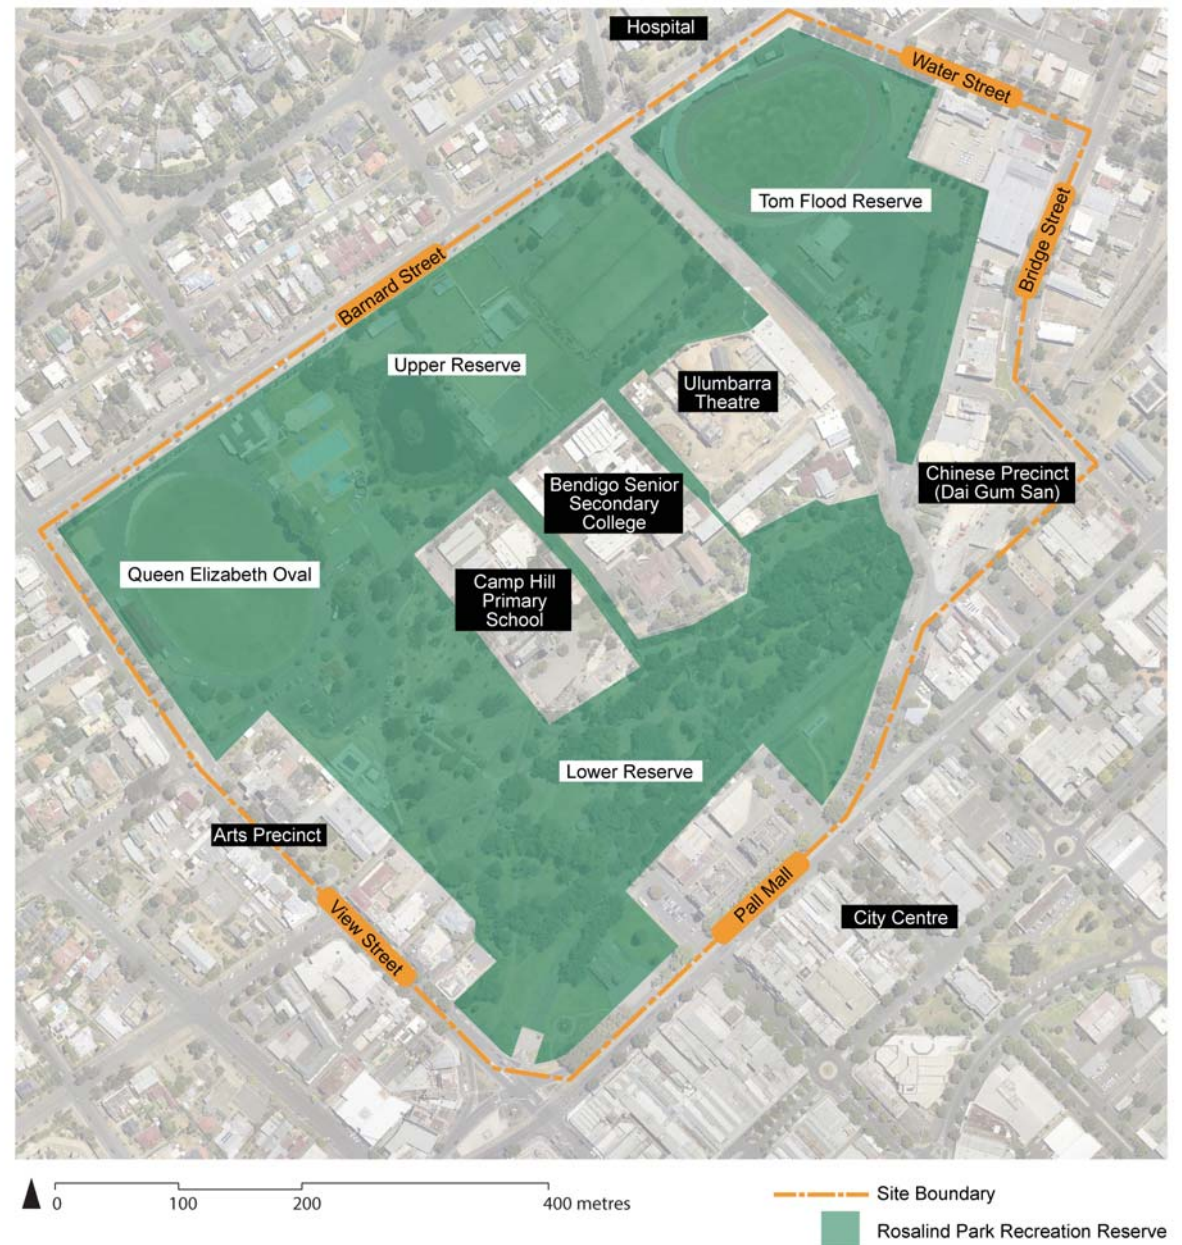 Hospital
Water Street
Tom Flood Reserve
Bridge Street
Barnard Street
Upper Reserve
Ulumbarra
Theatre
Chinese Precinct
(Dai Gum San)
Bendigo Senior
Secondary
College
Queen Elizabeth Oval
Camp Hill
Primary
School
Lower Reserve
Arts Precinct
Pall Mall
City Centre
View Street
0 100 200 400 metres
Site Boundary
Rosalind Park Recreation Reserve